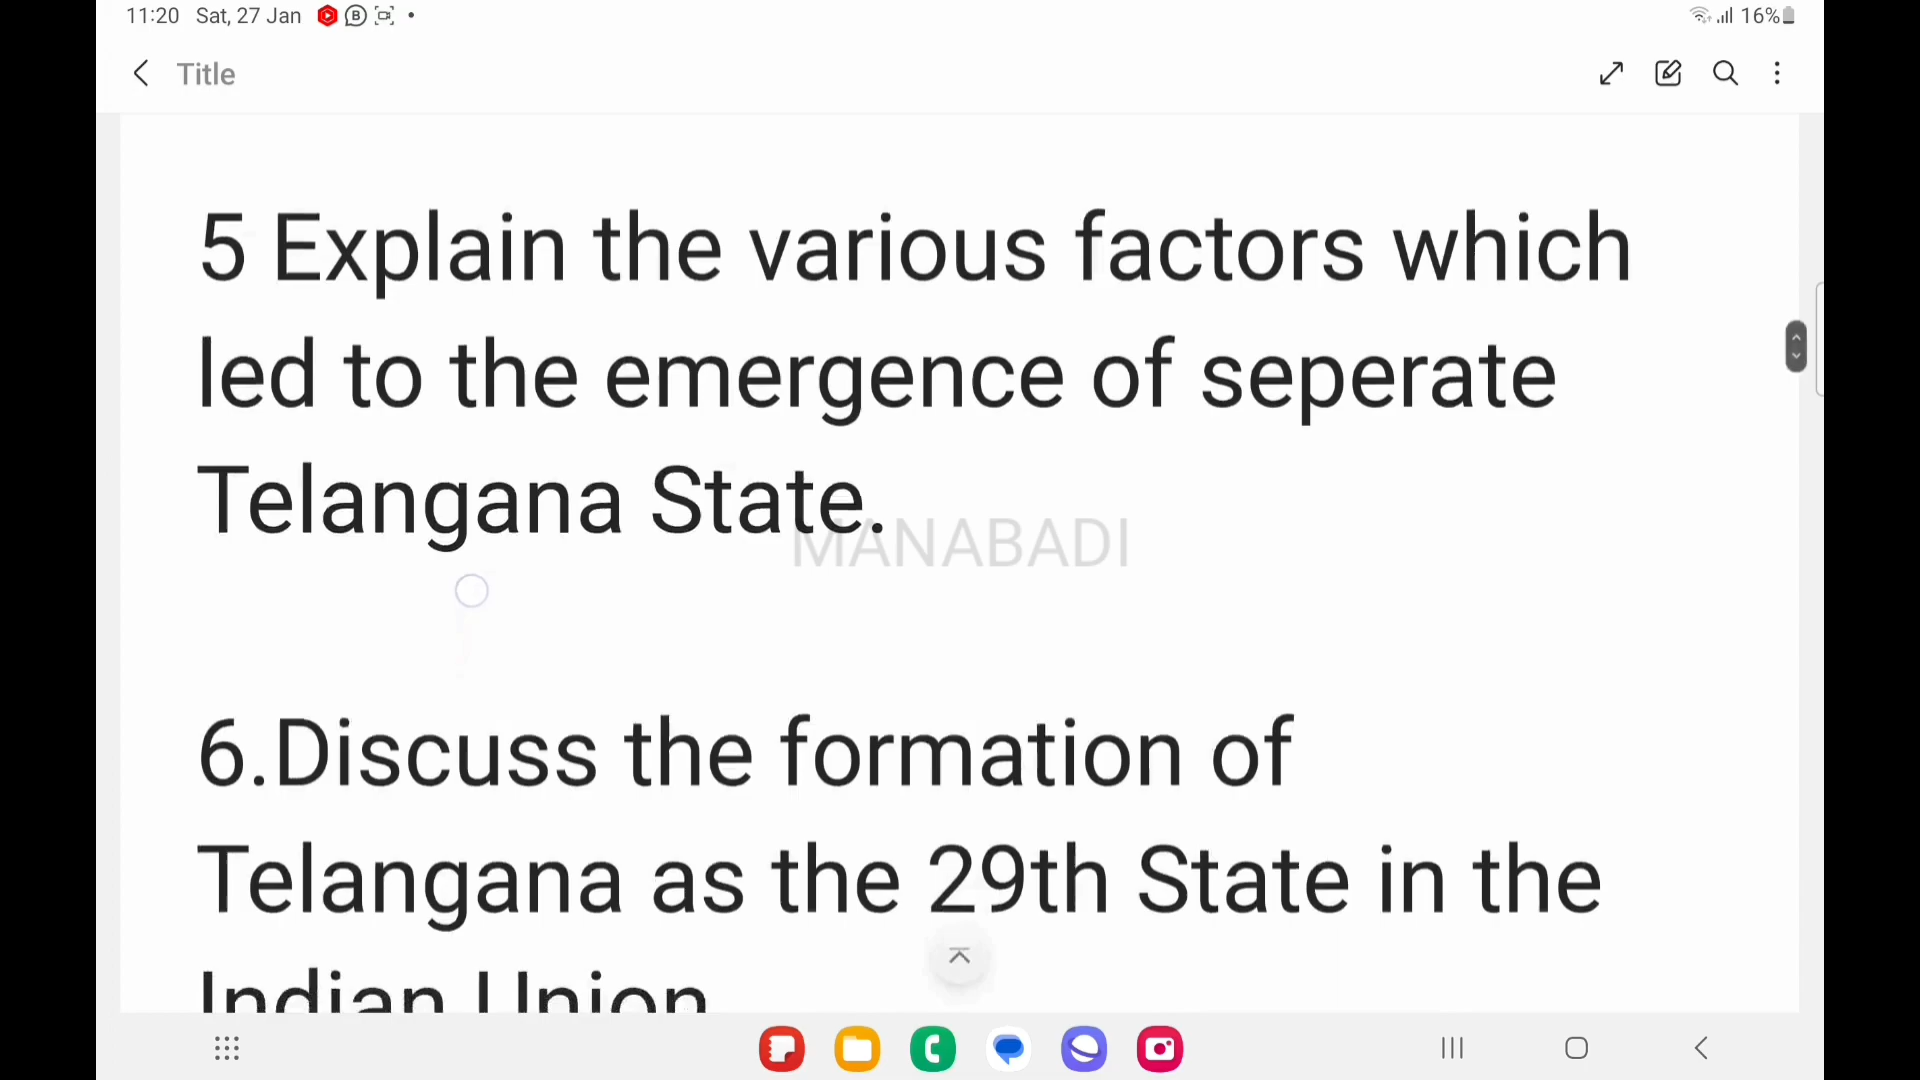 11:20 Sat, 27 Jan
16%
Title
5 Explain the various factors which
led to the emergence of seperate
Telangana State.
MANABADI
6.Discuss the formation of
Telangana as the 29th State in the
Indian Union